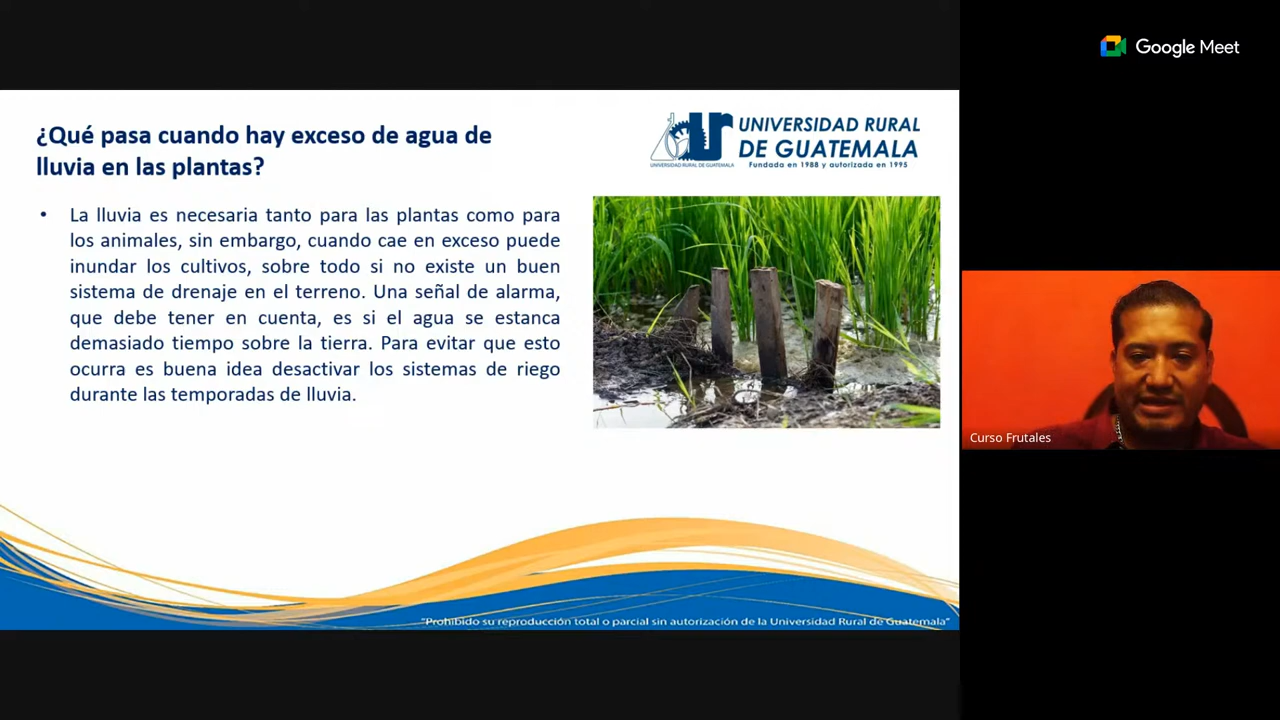 Google Meet
¿Qué pasa cuando hay exceso de agua de
lluvia en las plantas?
UNIVERSIDAD RURAL
DE GUATEMALA
Fundada en 1988 y autorizada en 1995
UNIVERSIDAD RURAL DE GUATEMALA
• La lluvia es necesaria tanto para las plantas como para
los animales, sin embargo, cuando cae en exceso puede
inundar los cultivos, sobre todo si no existe un buen
sistema de drenaje en el terreno. Una señal de alarma,
que debe tener en cuenta, es si el agua se estanca
demasiado tiempo sobre la tierra. Para evitar que esto
ocurra es buena idea desactivar los sistemas de riego
durante las temporadas de lluvia.
Curso Frutales
"Prohibido su reproducción total o parcial sin autorización de la Universidad Rural de Guatemala"